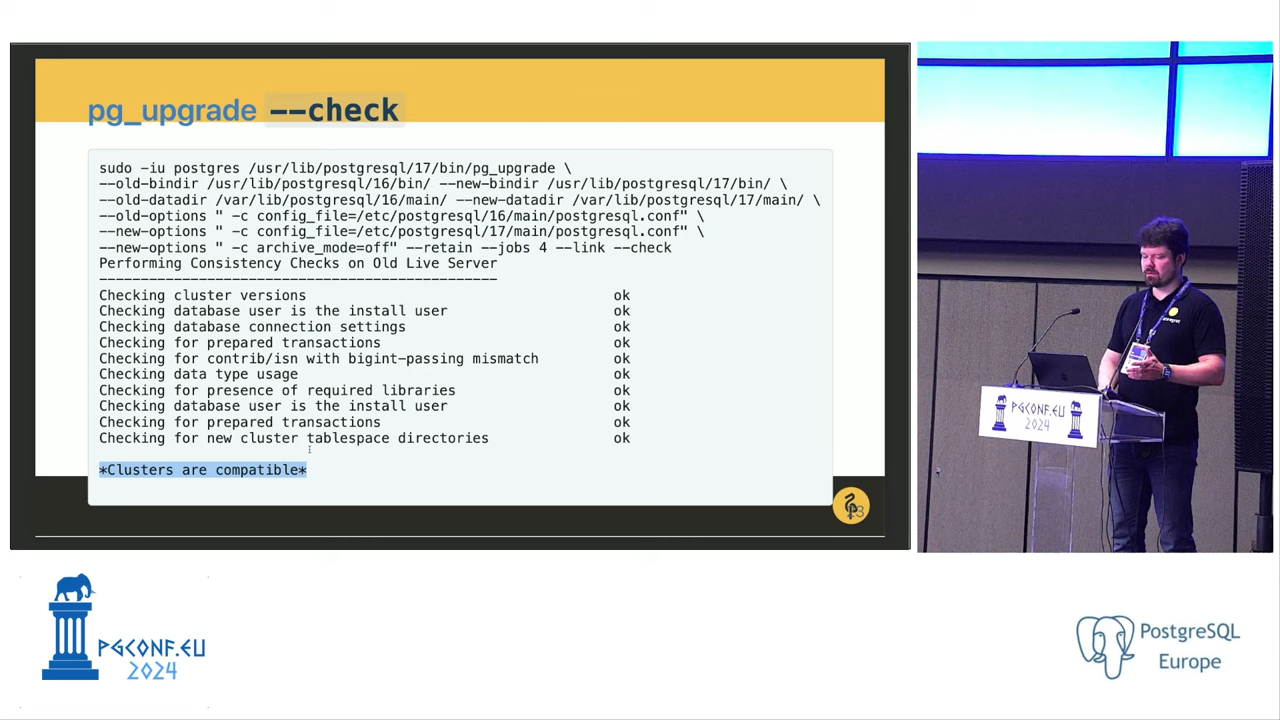 pg_upgrade --check
sudo -iu postgres /usr/lib/postgresql/17/bin/pg_upgrade \
--old-bindir /usr/lib/postgresql/16/bin/ --new-bindir /usr/lib/postgresql/17/bin/ \
--old-datadir /var/lib/postgresql/16/main/ --new-datadir /var/lib/postgresql/17/main/ \
--old-options " -c config_file=/etc/postgresql/16/main/postgresql.conf" \
--new-options " -c config_file=/etc/postgresql/17/main/postgresql.conf" \
--new-options " -c archive_mode=off" --retain --jobs 4 --link --check
Performing Consistency Checks on Old Live Server
------------------------------------------------
Checking cluster versions ok
Checking database user is the install user ok
Checking database connection settings ok
Checking for prepared transactions ok
Checking for contrib/isn with bigint-passing mismatch ok
Checking data type usage ok
Checking for presence of required libraries ok
Checking database user is the install user ok
Checking for prepared transactions ok
Checking for new cluster tablespace directories ok
*Clusters are compatible*
PGCONF.EU
2024
PGCONF.EU
2024
PostgreSQL
Europe